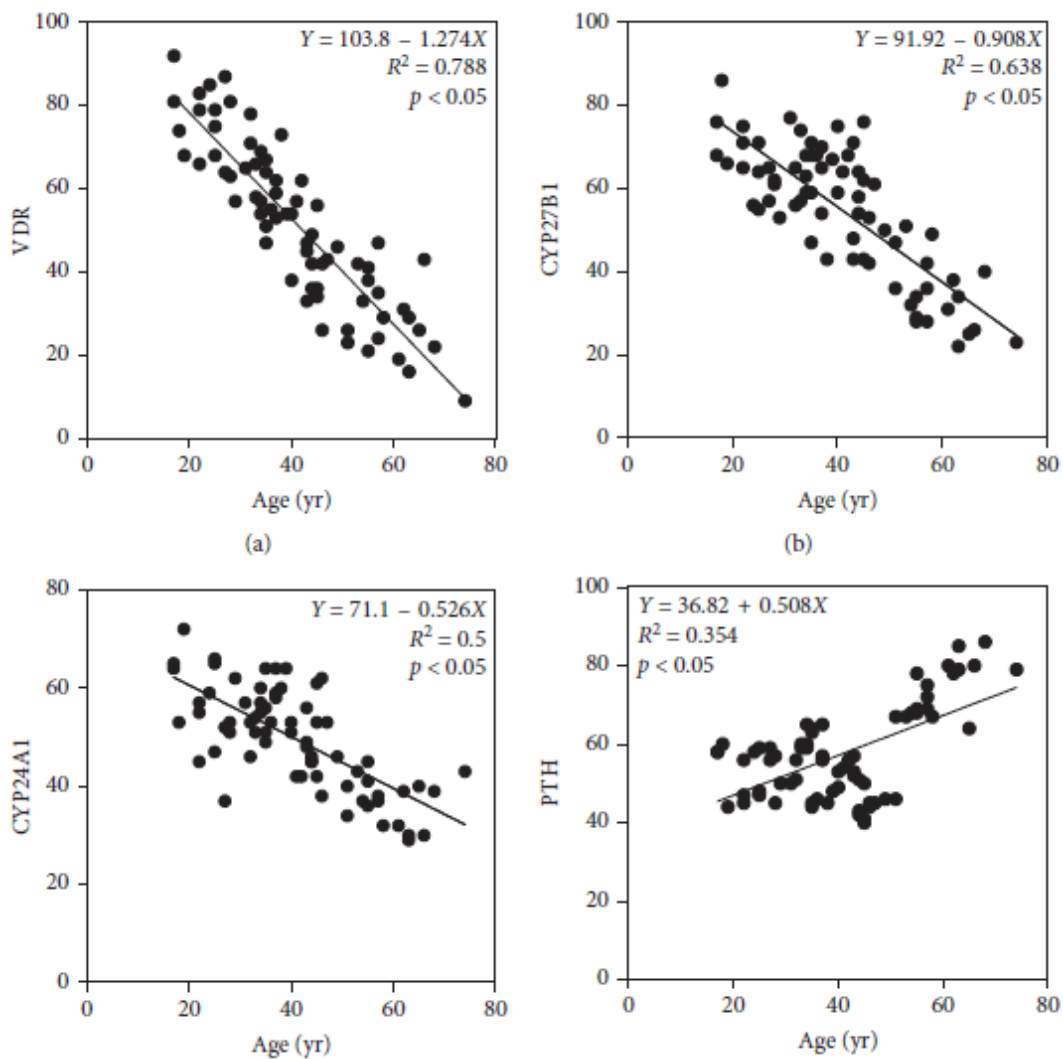 100
80
60
40
20
0
VDR
Y = 103.8 − 1.274X
R² = 0.788
p < 0.05
0 20 40 60 80
Age (yr)
(a)
100
80
60
40
20
0
CYP27B1
Y = 91.92 − 0.908X
R² = 0.638
p < 0.05
0 20 40 60 80
Age (yr)
(b)
80
60
40
20
0
CYP24A1
Y = 71.1 − 0.526X
R² = 0.5
p < 0.05
0 20 40 60 80
Age (yr)
100
80
60
40
20
0
PTH
Y = 36.82 + 0.508X
R² = 0.354
p < 0.05
0 20 40 60 80
Age (yr)